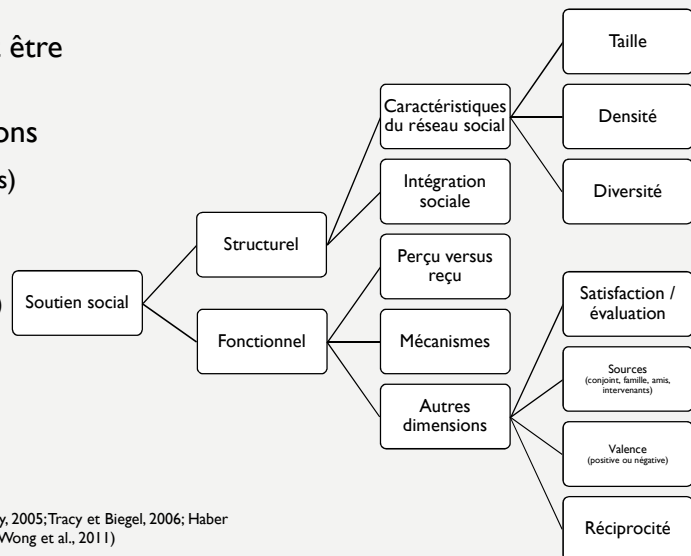 être
ons
s)
)
Soutien social
Structurel
Fonctionnel
Caractéristiques
du réseau social
Intégration
sociale
Perçu versus
reçu
Mécanismes
Autres
dimensions
Taille
Densité
Diversité
Satisfaction /
évaluation
Sources
(conjoint, famille, amis,
intervenants)
Valence
(positive ou négative)
Réciprocité
y, 2005; Tracy et Biegel, 2006; Haber
Wong et al., 2011)